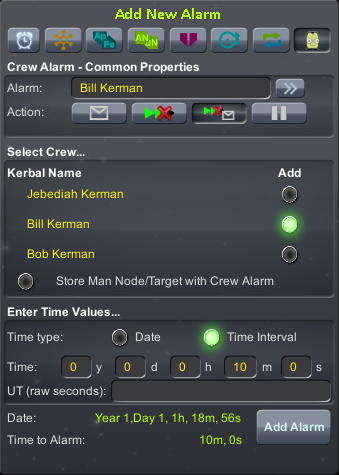 Add New Alarm
Ap Pe
AN DN
Crew Alarm - Common Properties
Alarm: Bill Kerman
Action:
Select Crew...
Kerbal Name Add
Jebediah Kerman
Bill Kerman
Bob Kerman
Store Man Node/Target with Crew Alarm
Enter Time Values...
Time type: Date Time Interval
Time: 0 y 0 d 0 h 10 m 0 s
UT (raw seconds):
Date: Year 1,Day 1, 1h, 18m, 56s
Time to Alarm: 10m, 0s
Add Alarm